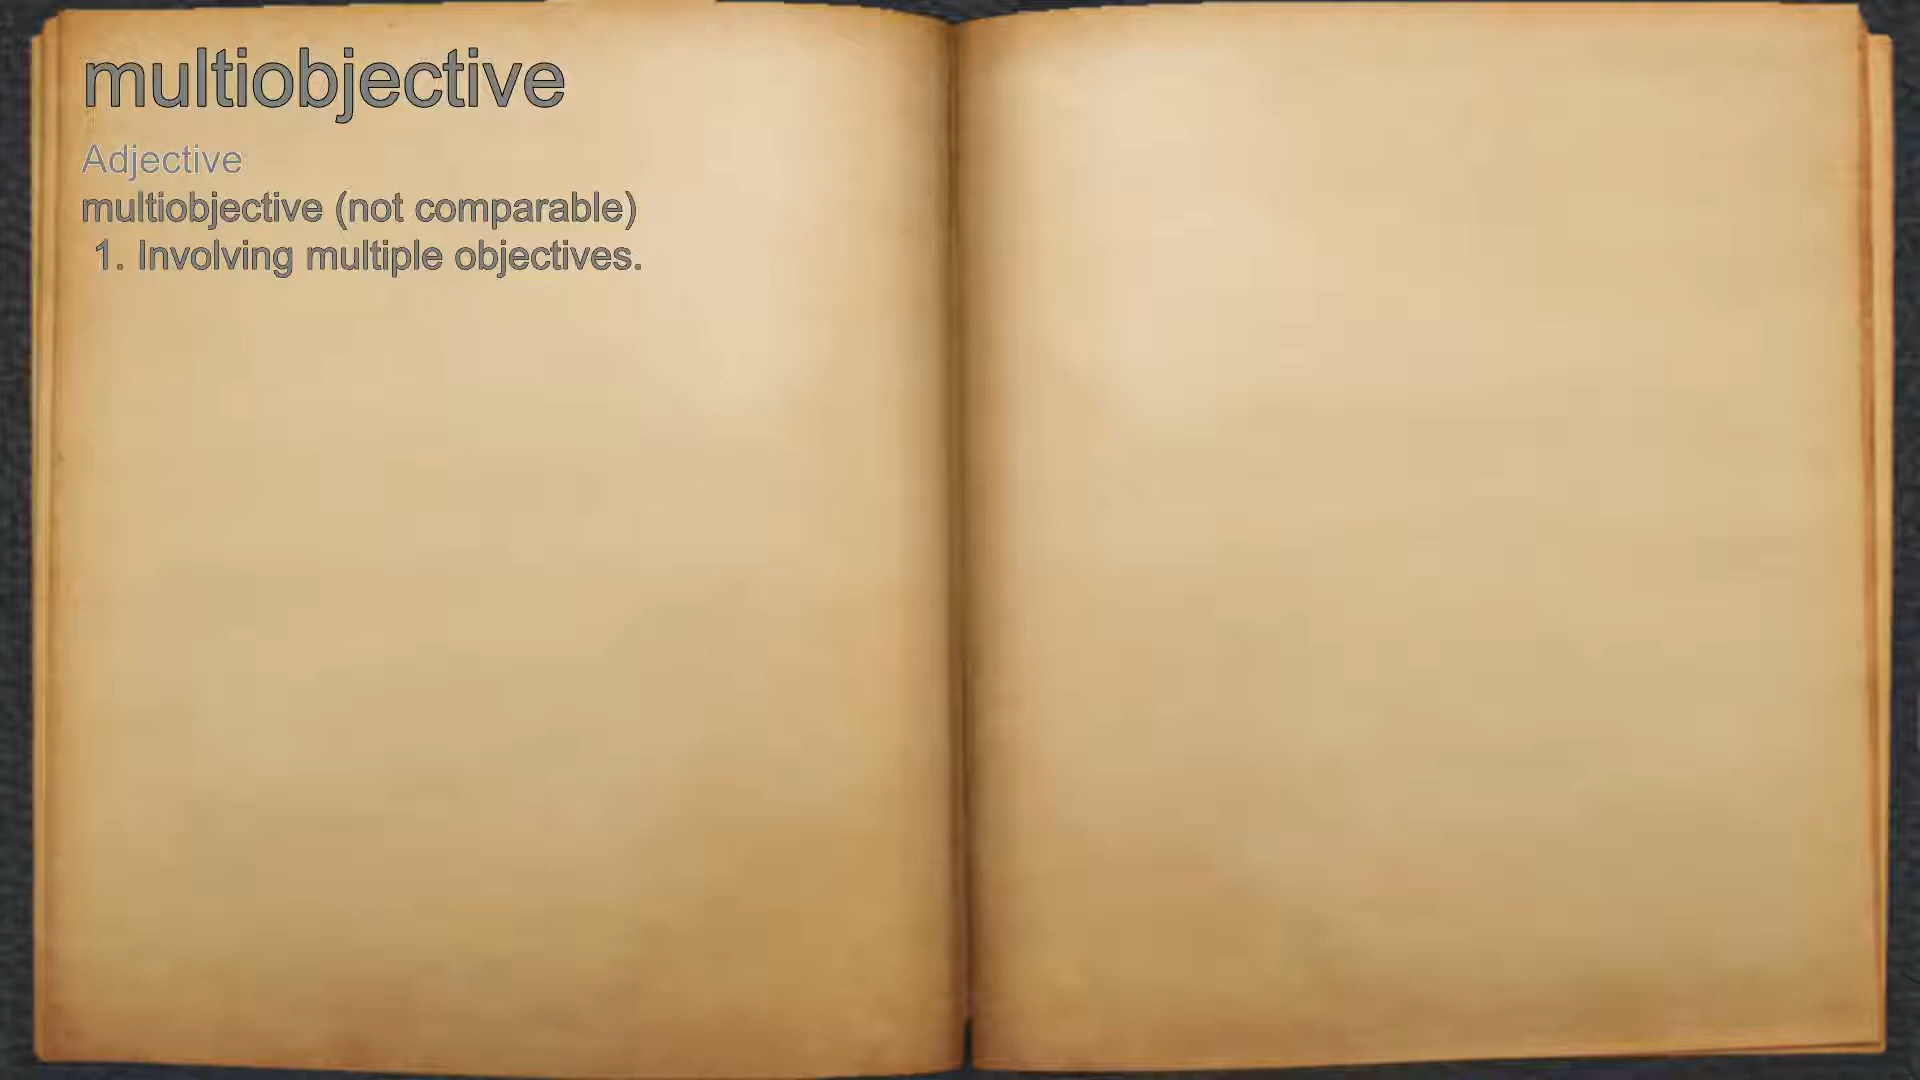 multiobjective
Adjective
multiobjective (not comparable)
1. Involving multiple objectives.